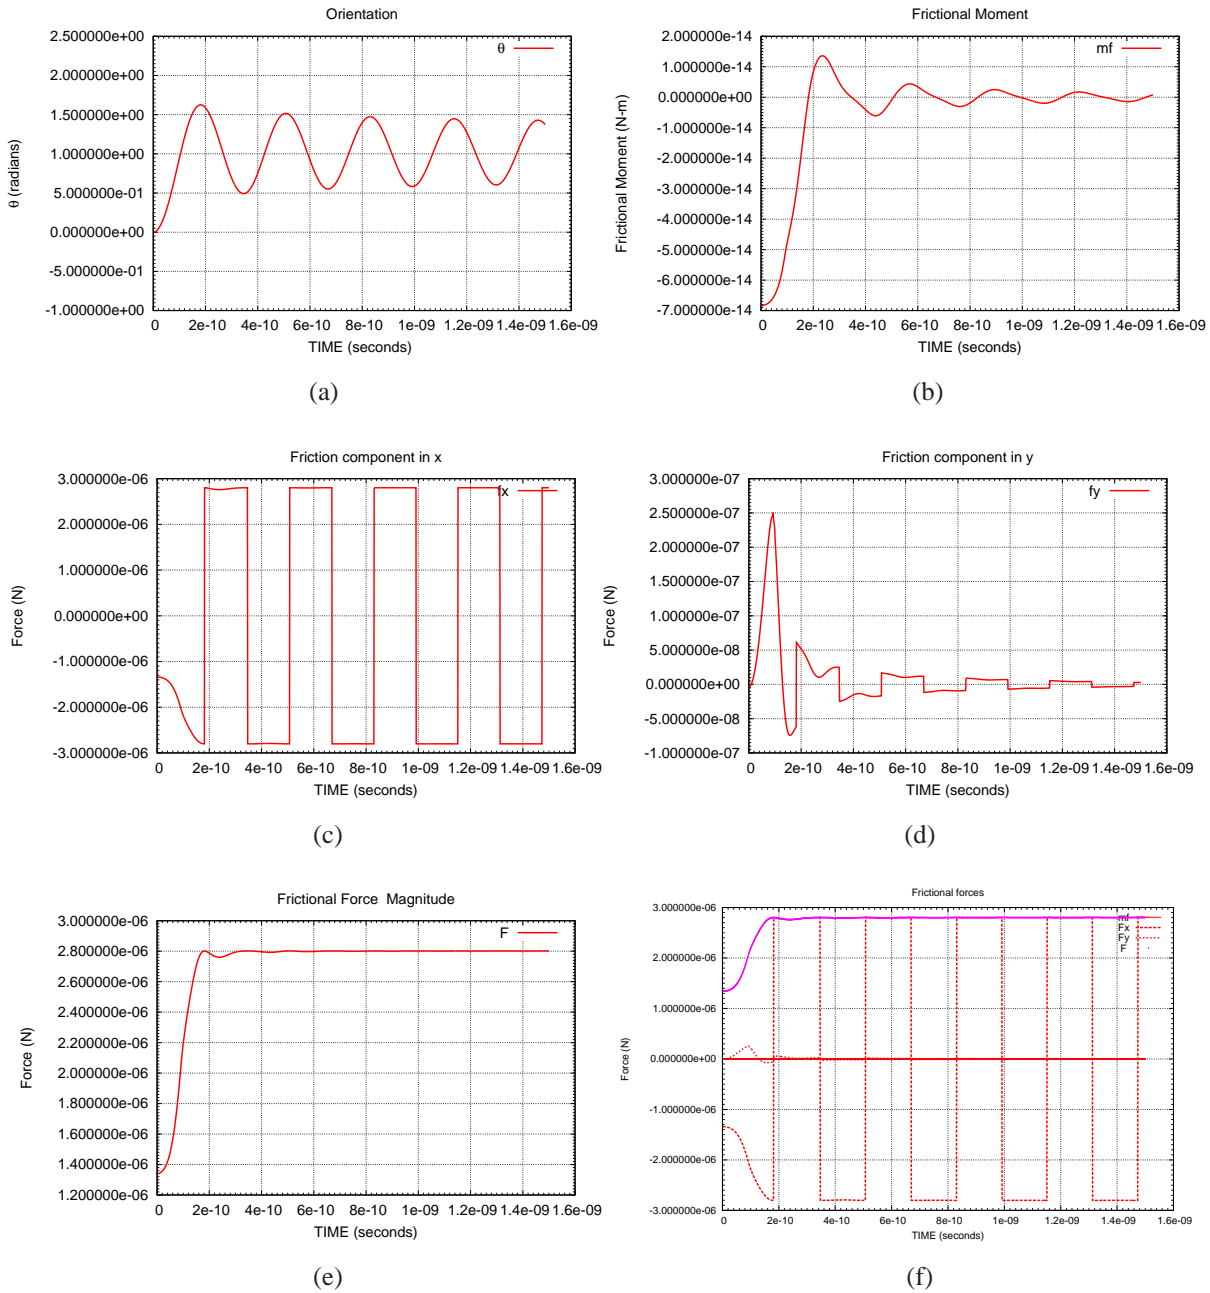 Orientation
2.500000e+00
2.000000e+00
1.500000e+00
1.000000e+00
5.000000e-01
0.000000e+00
-5.000000e-01
-1.000000e+00
θ
θ (radians)
0 2e-10 4e-10 6e-10 8e-10 1e-09 1.2e-09 1.4e-09 1.6e-09
TIME (seconds)
(a)
Frictional Moment
2.000000e-14
1.000000e-14
0.000000e+00
-1.000000e-14
-2.000000e-14
-3.000000e-14
-4.000000e-14
-5.000000e-14
-6.000000e-14
-7.000000e-14
mf
Frictional Moment (N-m)
0 2e-10 4e-10 6e-10 8e-10 1e-09 1.2e-09 1.4e-09 1.6e-09
TIME (seconds)
(b)
Friction component in x
3.000000e-06
2.000000e-06
1.000000e-06
0.000000e+00
-1.000000e-06
-2.000000e-06
-3.000000e-06
fx
Force (N)
0 2e-10 4e-10 6e-10 8e-10 1e-09 1.2e-09 1.4e-09 1.6e-09
TIME (seconds)
(c)
Friction component in y
3.000000e-07
2.500000e-07
2.000000e-07
1.500000e-07
1.000000e-07
5.000000e-08
0.000000e+00
-5.000000e-08
-1.000000e-07
fy
Force (N)
0 2e-10 4e-10 6e-10 8e-10 1e-09 1.2e-09 1.4e-09 1.6e-09
TIME (seconds)
(d)
Frictional Force Magnitude
3.000000e-06
2.800000e-06
2.600000e-06
2.400000e-06
2.200000e-06
2.000000e-06
1.800000e-06
1.600000e-06
1.400000e-06
1.200000e-06
F
Force (N)
0 2e-10 4e-10 6e-10 8e-10 1e-09 1.2e-09 1.4e-09 1.6e-09
TIME (seconds)
(e)
Frictional forces
3.000000e-06
2.000000e-06
1.000000e-06
0.000000e+00
-1.000000e-06
-2.000000e-06
-3.000000e-06
mf
Fx
Fy
F
Force (N)
0 2e-10 4e-10 6e-10 8e-10 1e-09 1.2e-09 1.4e-09 1.6e-09
TIME (seconds)
(f)